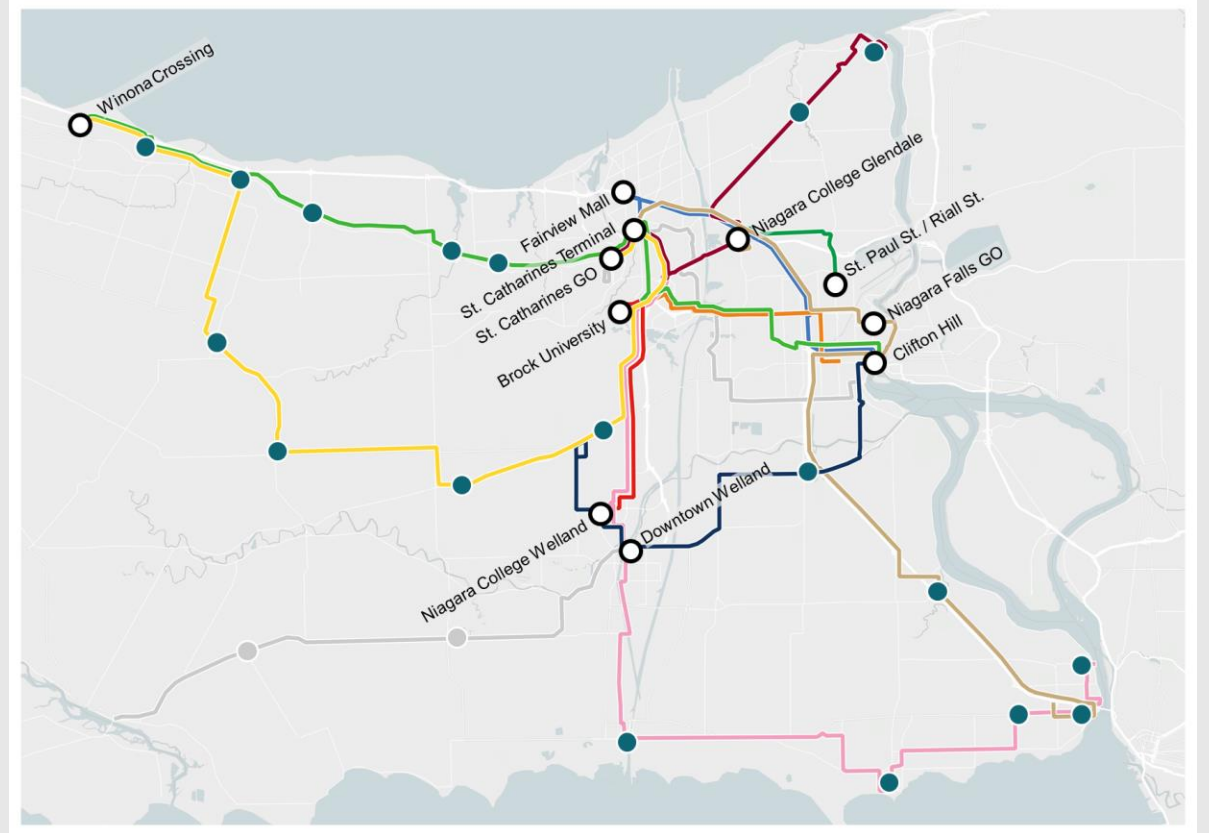 Winona Crossing
Fairview Mall
Niagara College Glendale
St. Catharines Terminal
St. Paul St. / Riall St.
St. Catharines GO
Niagara Falls GO
Brock University
Clifton Hill
Niagara College Welland
Downtown Welland